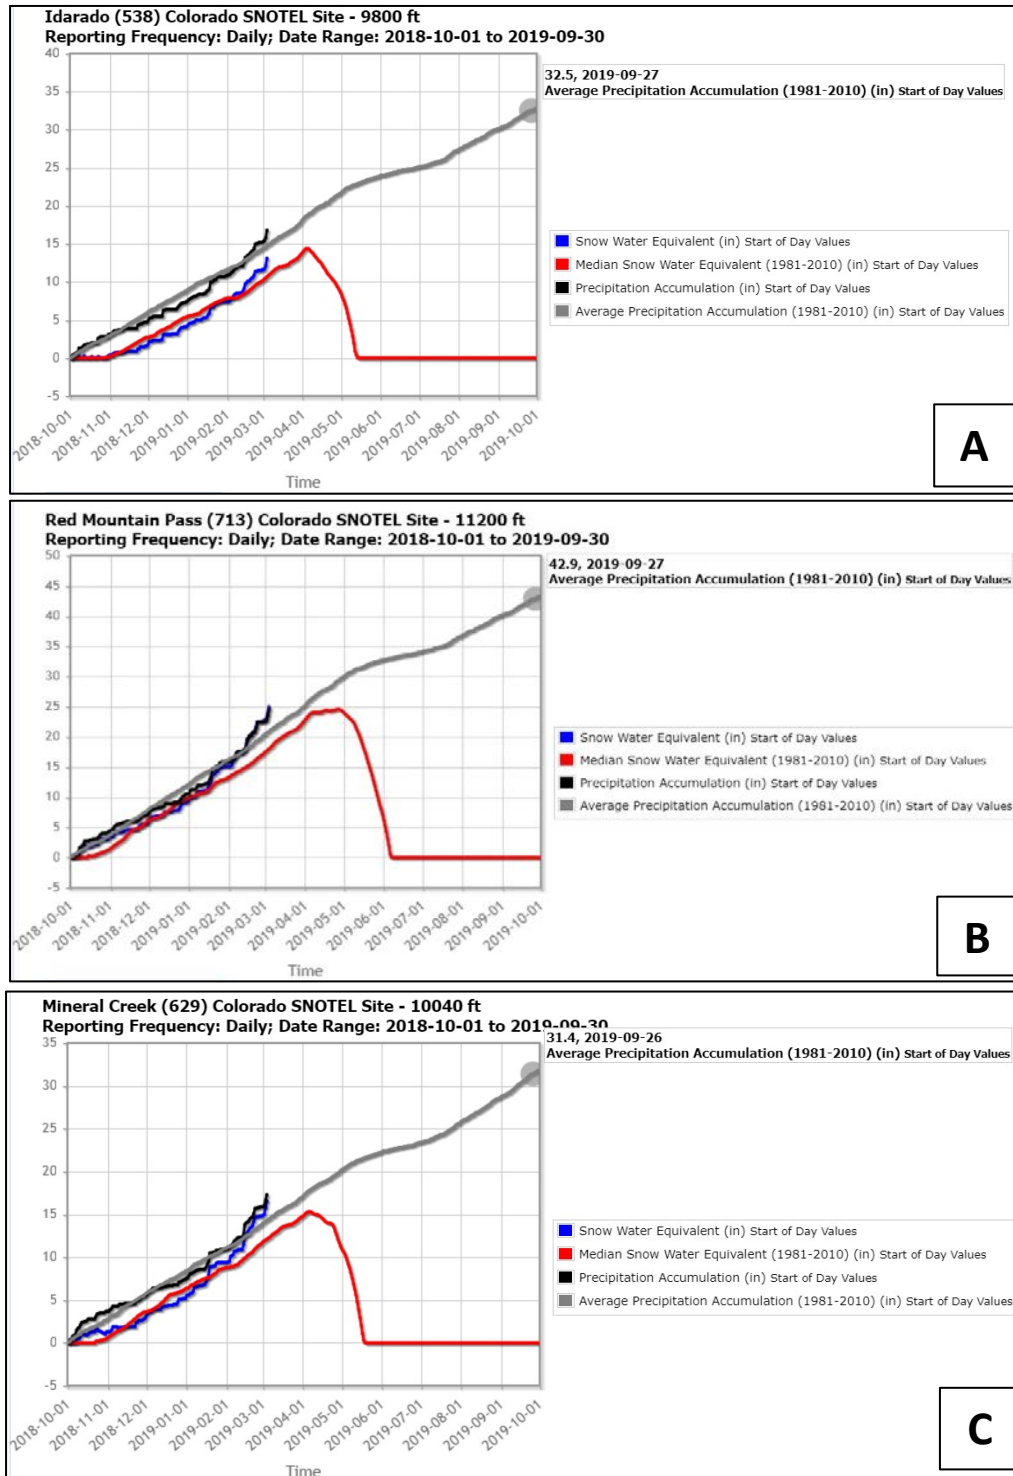 Idarado (538) Colorado SNOTEL Site - 9800 ft
Reporting Frequency: Daily; Date Range: 2018-10-01 to 2019-09-30
40
35
30
25
20
15
10
5
0
-5
2018-10-01
2018-11-01
2018-12-01
2019-01-01
2019-02-01
2019-03-01
2019-04-01
2019-05-01
2019-06-01
2019-07-01
2019-08-01
2019-09-01
2019-10-01
Time
32.5, 2019-09-27
Average Precipitation Accumulation (1981-2010) (in) Start of Day Values
Snow Water Equivalent (in) Start of Day Values
Median Snow Water Equivalent (1981-2010) (in) Start of Day Values
Precipitation Accumulation (in) Start of Day Values
Average Precipitation Accumulation (1981-2010) (in) Start of Day Values
A
Red Mountain Pass (713) Colorado SNOTEL Site - 11200 ft
Reporting Frequency: Daily; Date Range: 2018-10-01 to 2019-09-30
50
45
40
35
30
25
20
15
10
5
0
-5
2018-10-01
2018-11-01
2018-12-01
2019-01-01
2019-02-01
2019-03-01
2019-04-01
2019-05-01
2019-06-01
2019-07-01
2019-08-01
2019-09-01
2019-10-01
Time
42.9, 2019-09-27
Average Precipitation Accumulation (1981-2010) (in) Start of Day Values
Snow Water Equivalent (in) Start of Day Values
Median Snow Water Equivalent (1981-2010) (in) Start of Day Values
Precipitation Accumulation (in) Start of Day Values
Average Precipitation Accumulation (1981-2010) (in) Start of Day Values
B
Mineral Creek (629) Colorado SNOTEL Site - 10040 ft
Reporting Frequency: Daily; Date Range: 2018-10-01 to 2019-09-30
35
30
25
20
15
10
5
0
-5
2018-10-01
2018-11-01
2018-12-01
2019-01-01
2019-02-01
2019-03-01
2019-04-01
2019-05-01
2019-06-01
2019-07-01
2019-08-01
2019-09-01
2019-10-01
Time
31.4, 2019-09-26
Average Precipitation Accumulation (1981-2010) (in) Start of Day Values
Snow Water Equivalent (in) Start of Day Values
Median Snow Water Equivalent (1981-2010) (in) Start of Day Values
Precipitation Accumulation (in) Start of Day Values
Average Precipitation Accumulation (1981-2010) (in) Start of Day Values
C